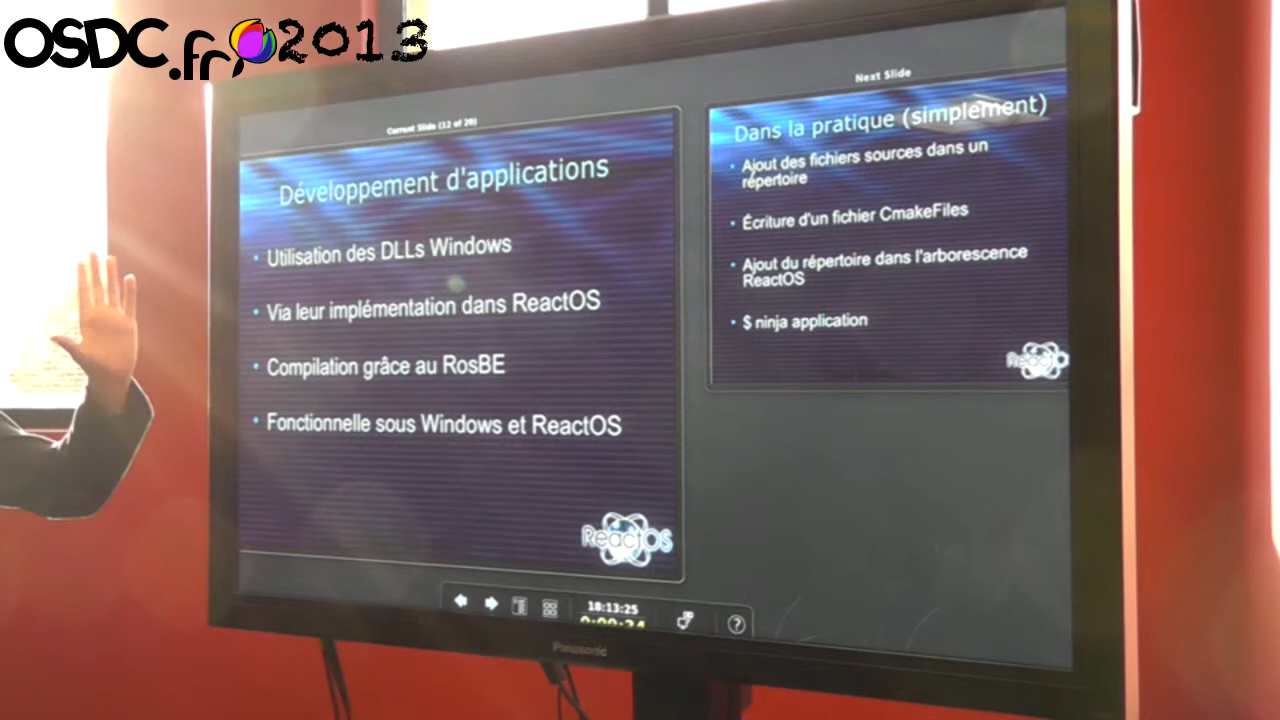 OSDC.fr 2013
Current Slide (12 of 20)
Développement d'applications
Utilisation des DLLs Windows
Via leur implémentation dans ReactOS
Compilation grâce au RosBE
Fonctionnelle sous Windows et ReactOS
ReactOS
Next Slide
Dans la pratique (simplement)
Ajout des fichiers sources dans un
répertoire
Écriture d'un fichier CmakeFiles
Ajout du répertoire dans l'arborescence
ReactOS
$ ninja application
ReactO
18:13:25
?
Panasonic